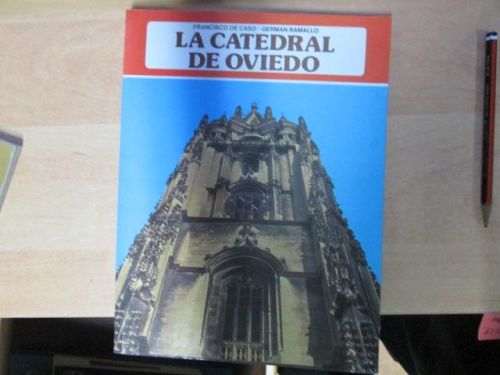 FRANCISCO DE CASO - GERMAN RAMALLO
LA CATEDRAL
DE OVIEDO